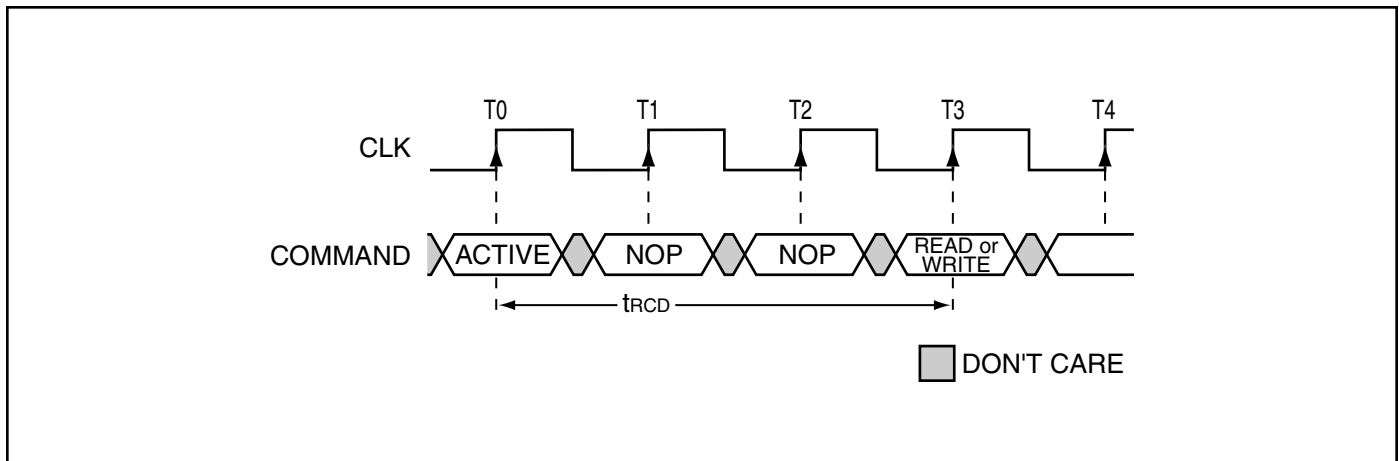 T0 T1 T2 T3 T4
CLK
COMMAND ACTIVE NOP NOP READ or
WRITE
tRCD
DON'T CARE